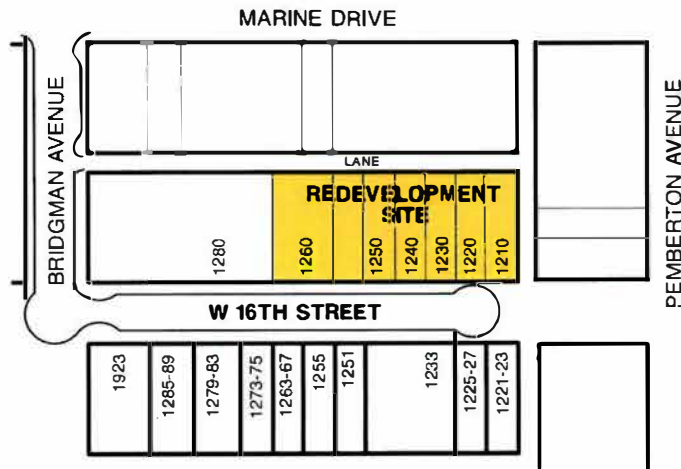 MARINE DRIVE
BRIDGMAN AVENUE
PEMBERTON AVENUE
LANE
REDEVELOPMENT
SITE
1280
1260
1250
1240
1230
1220
1210
W 16TH STREET
1923
1285-89
1279-83
1273-75
1263-67
1255
1251
1233
1225-27
1221-23